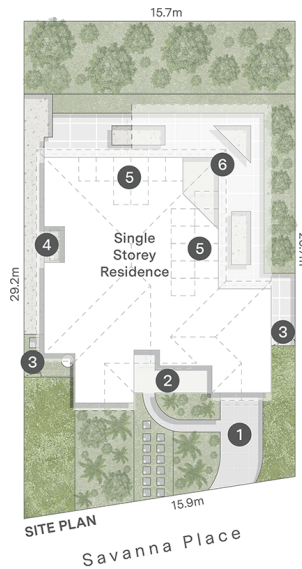 15.7m
6
5
Single
Storey
Residence
5
4
29.2m
3
3
2
1
15.9m
SITE PLAN
Savanna Place